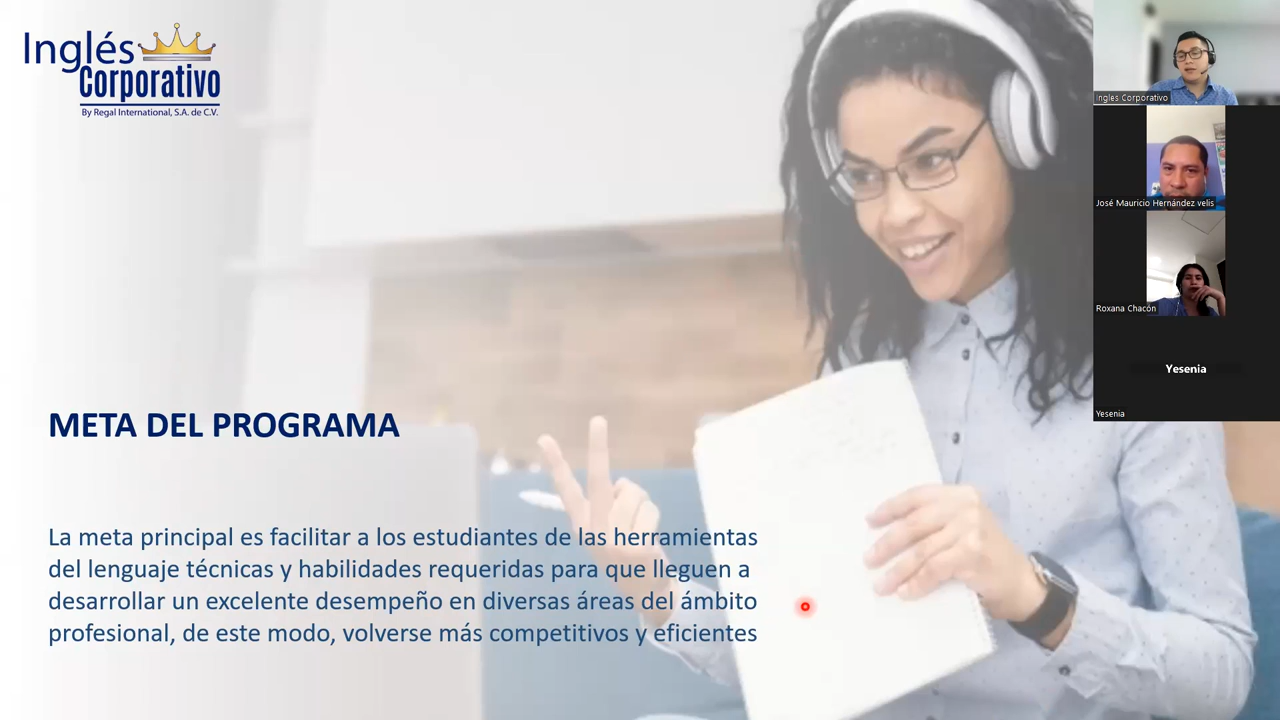 Inglés
Corporativo
By Regal International, S.A. de C.V.
META DEL PROGRAMA
La meta principal es facilitar a los estudiantes de las herramientas
del lenguaje técnicas y habilidades requeridas para que lleguen a
desarrollar un excelente desempeño en diversas áreas del ámbito
profesional, de este modo, volverse más competitivos y eficientes
Ingles Corporativo
José Mauricio Hernández velis
Roxana Chacón
Yesenia
Yesenia